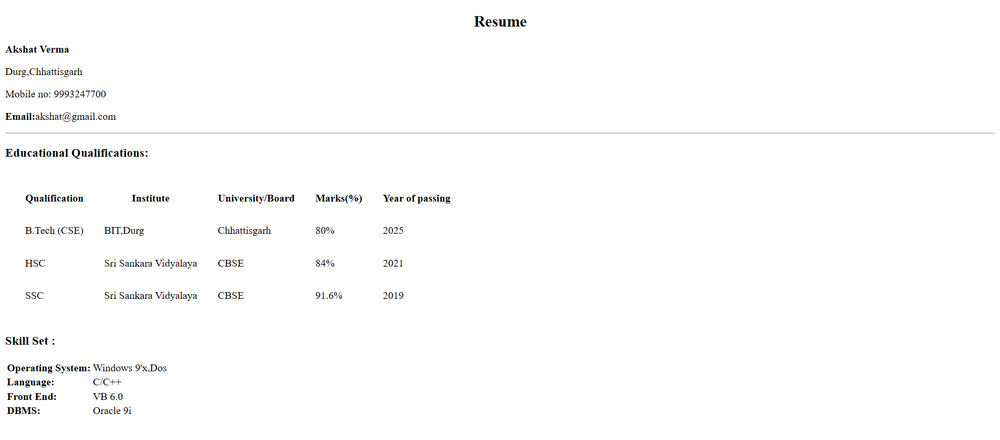 Resume
Akshat Verma
Durg,Chhattisgarh
Mobile no: 9993247700
Email:akshat@gmail.com
Educational Qualifications:
Qualification Institute University/Board Marks(%) Year of passing
B.Tech (CSE) BIT,Durg Chhattisgarh 80% 2025
HSC Sri Sankara Vidyalaya CBSE 84% 2021
SSC Sri Sankara Vidyalaya CBSE 91.6% 2019
Skill Set :
Operating System: Windows 9'x,Dos
Language: C/C++
Front End: VB 6.0
DBMS: Oracle 9i